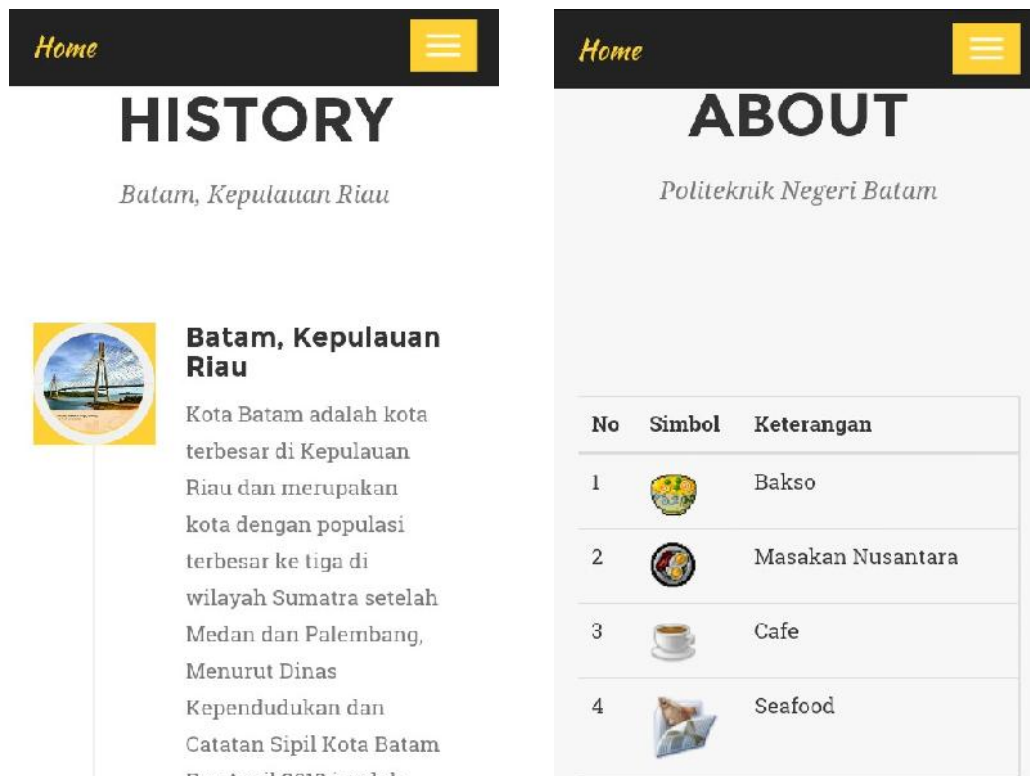 Home
HISTORY
Batam, Kepulauan Riau
Batam, Kepulauan
Riau
Kota Batam adalah kota
terbesar di Kepulauan
Riau dan merupakan
kota dengan populasi
terbesar ke tiga di
wilayah Sumatra setelah
Medan dan Palembang,
Menurut Dinas
Kependudukan dan
Catatan Sipil Kota Batam
Home
ABOUT
Politeknik Negeri Batam
No Simbol Keterangan
1 Bakso
2 Masakan Nusantara
3 Cafe
4 Seafood